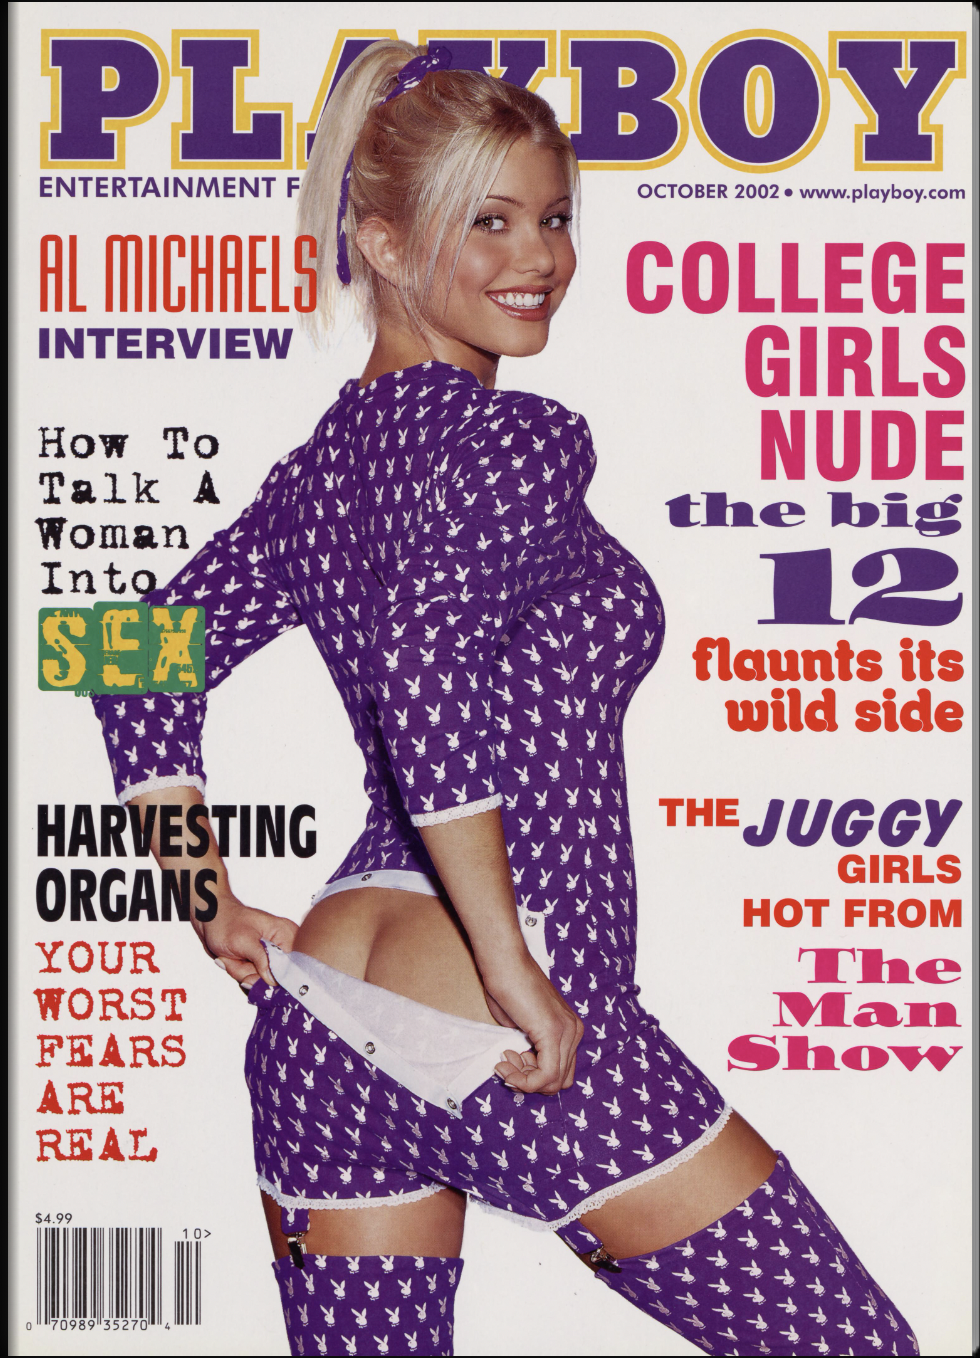 PLAYBOY
ENTERTAINMENT F
OCTOBER 2002 • www.playboy.com
AL MICHAELS
INTERVIEW
How To
Talk A
Woman
Into
SEX
HARVESTING
ORGANS
YOUR
WORST
FEARS
ARE
REAL
COLLEGE
GIRLS
NUDE
the big
12
flaunts its
wild side
THE JUGGY
GIRLS
HOT FROM
The
Man
Show
$4.99
10>
0 70989 35270 4